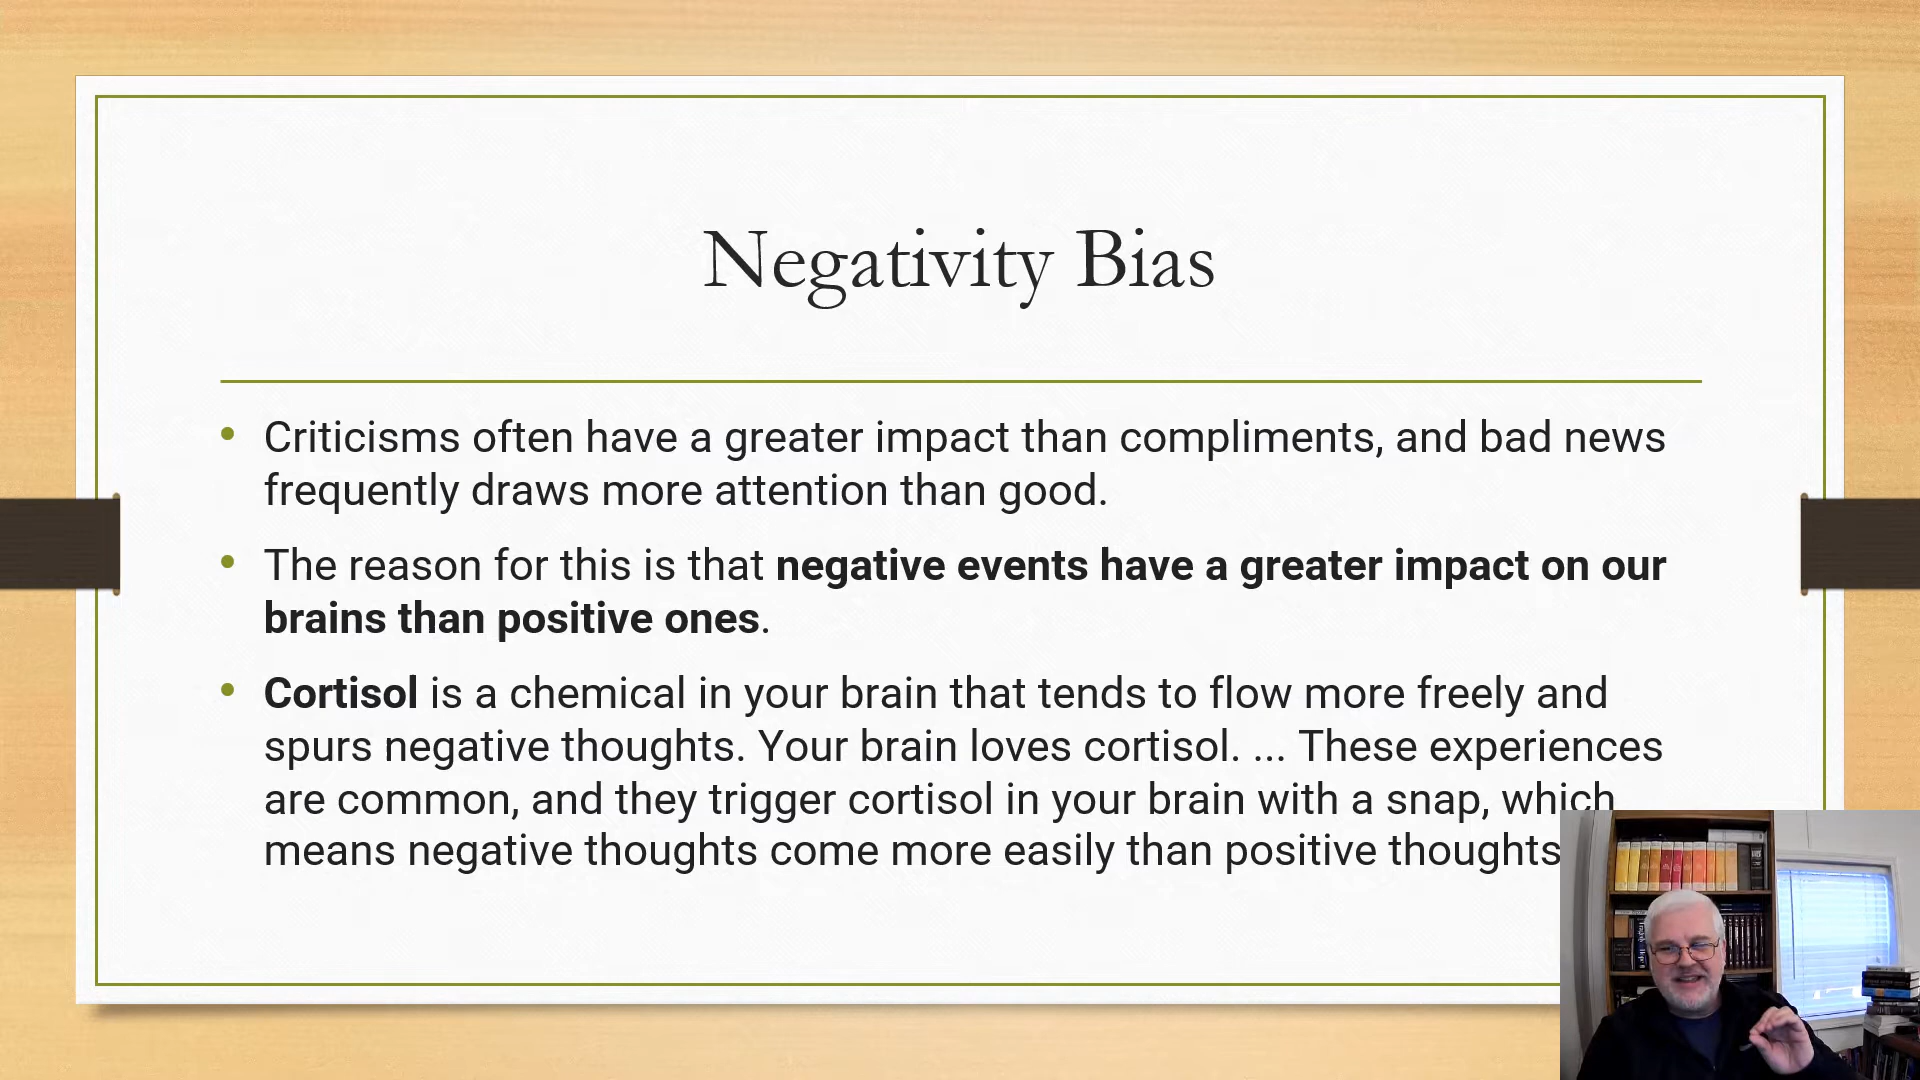 Negativity Bias
• Criticisms often have a greater impact than compliments, and bad news
frequently draws more attention than good.
• The reason for this is that negative events have a greater impact on our
brains than positive ones.
• Cortisol is a chemical in your brain that tends to flow more freely and
spurs negative thoughts. Your brain loves cortisol. ... These experiences
are common, and they trigger cortisol in your brain with a snap, which
means negative thoughts come more easily than positive thoughts